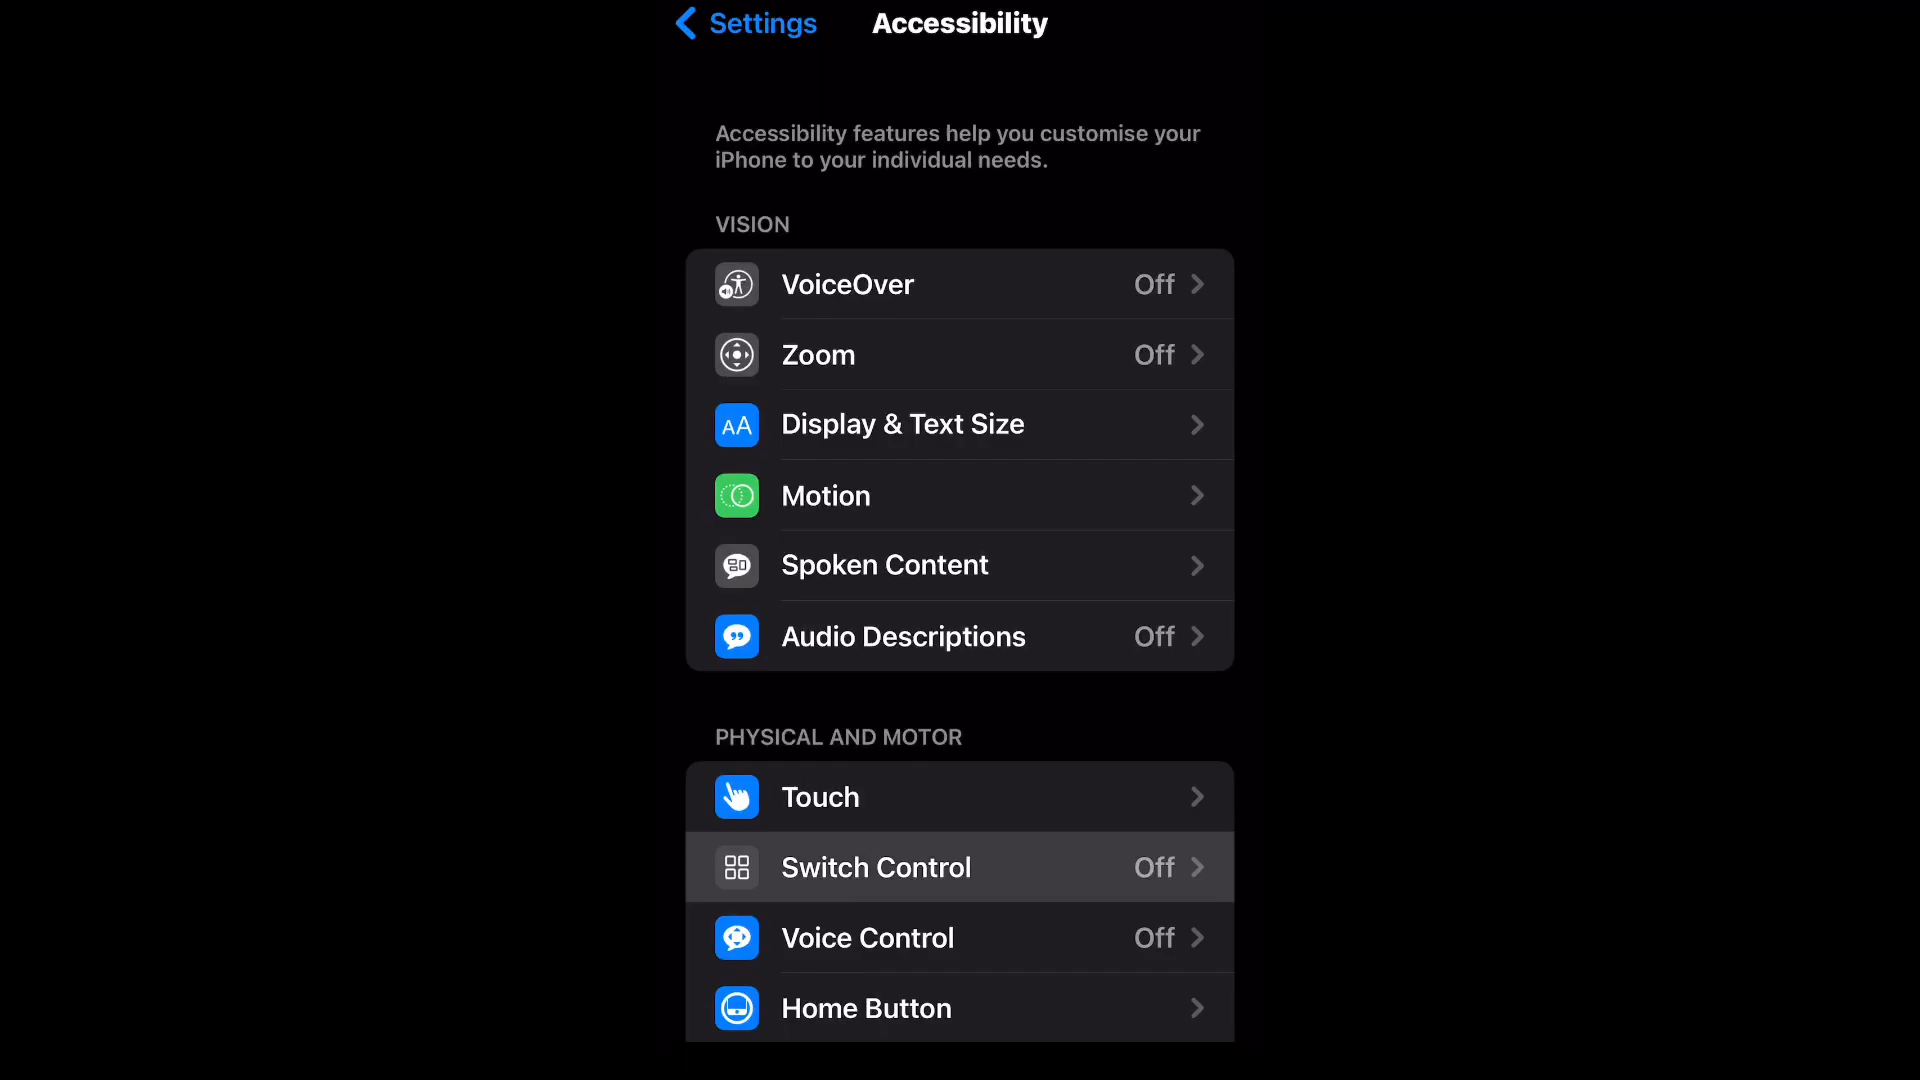 Settings
Accessibility
Accessibility features help you customise your
iPhone to your individual needs.
VISION
VoiceOver Off
Zoom Off
AA Display & Text Size
Motion
Spoken Content
Audio Descriptions Off
PHYSICAL AND MOTOR
Touch
Switch Control Off
Voice Control Off
Home Button